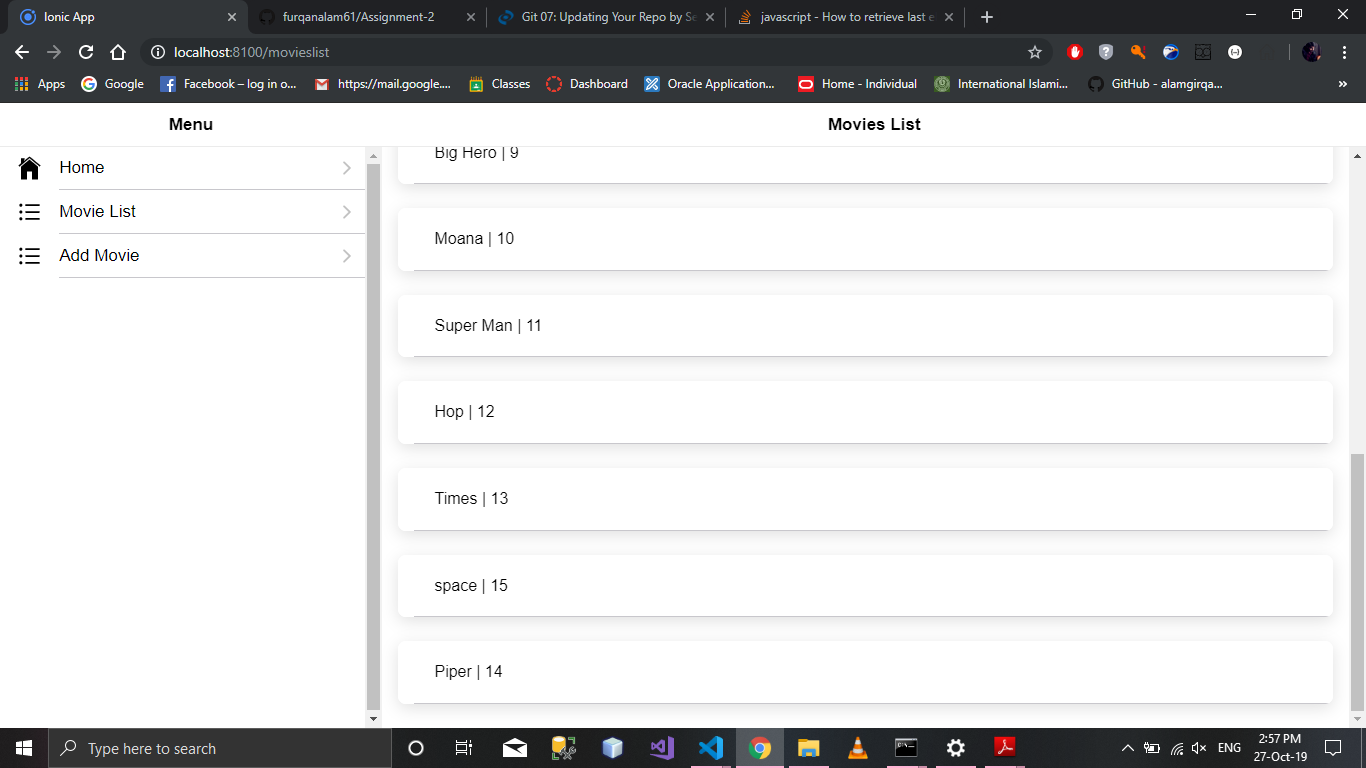 Ionic App
furqanalam61/Assignment-2
Git 07: Updating Your Repo by Se
javascript - How to retrieve last e
localhost:8100/movieslist
Apps
Google
Facebook – log in o...
https://mail.google....
Classes
Dashboard
Oracle Application...
Home - Individual
International Islami...
GitHub - alamgirqa...
»
Menu
Movies List
Home
Movie List
Add Movie
Big Hero | 9
Moana | 10
Super Man | 11
Hop | 12
Times | 13
space | 15
Piper | 14
Type here to search
ENG
2:57 PM
27-Oct-19